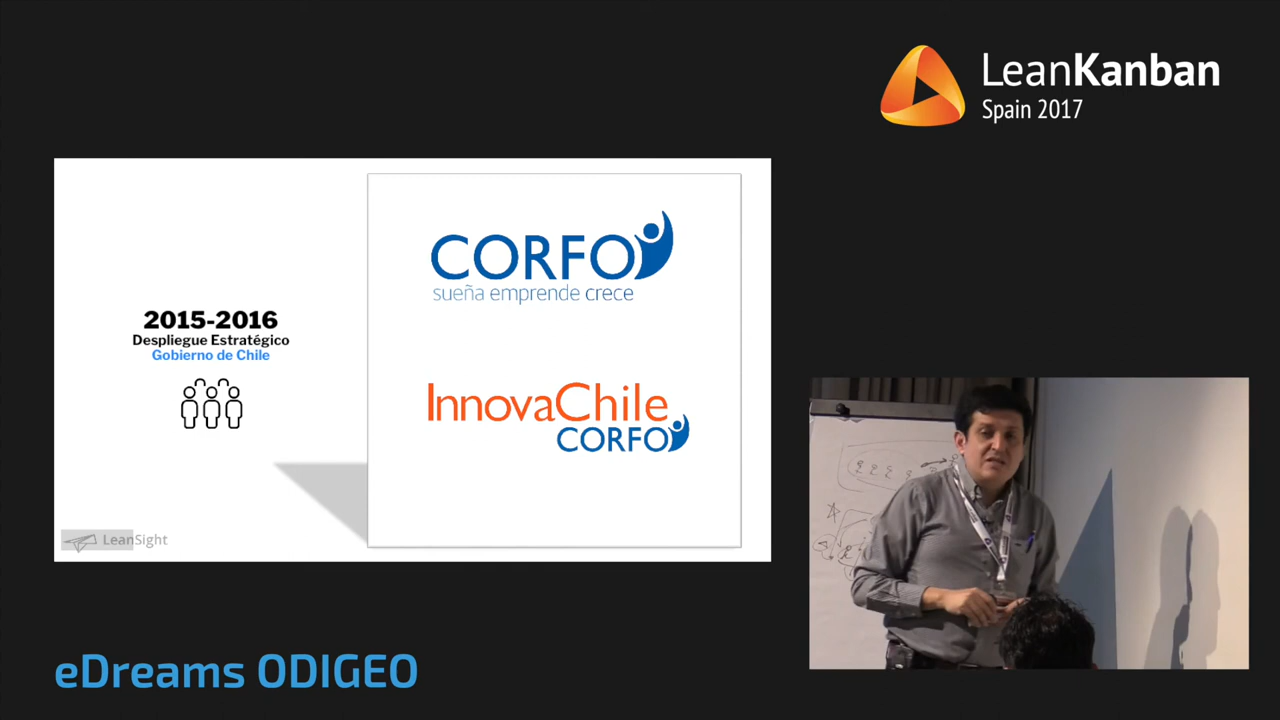 LeanKanban
Spain 2017
CORFO
sueña emprende crece
2015-2016
Despliegue Estratégico
Gobierno de Chile
InnovaChile
CORFO
LeanSight
eDreams ODIGEO